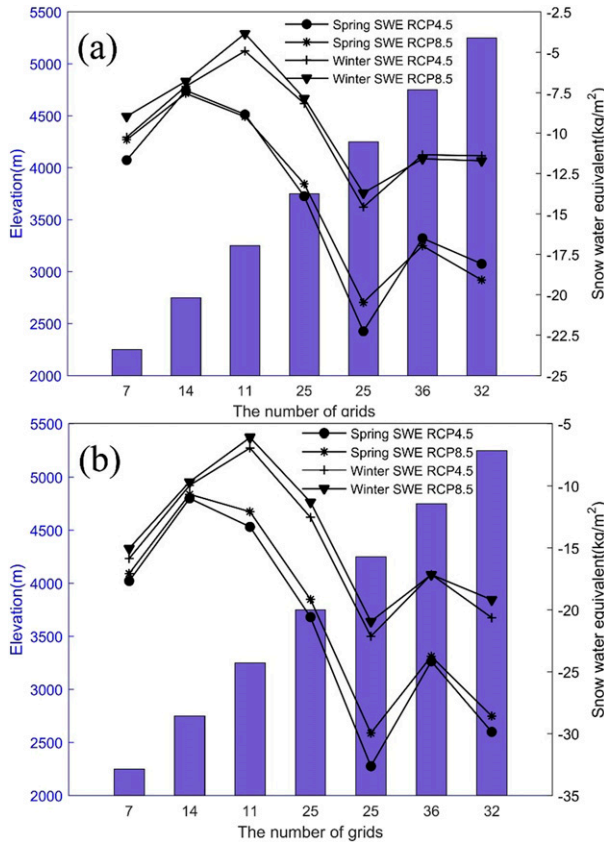 (a)
Spring SWE RCP4.5
Spring SWE RCP8.5
Winter SWE RCP4.5
Winter SWE RCP8.5
Elevation(m)
5500
5000
4500
4000
3500
3000
2500
2000
-2.5
-5
-7.5
-10
-12.5
-15
-17.5
-20
-22.5
-25
Snow water equivalent(kg/m²)
7 14 11 25 25 36 32
The number of grids
(b)
Spring SWE RCP4.5
Spring SWE RCP8.5
Winter SWE RCP4.5
Winter SWE RCP8.5
Elevation(m)
5500
5000
4500
4000
3500
3000
2500
2000
-5
-10
-15
-20
-25
-30
-35
Snow water equivalent(kg/m²)
7 14 11 25 25 36 32
The number of grids